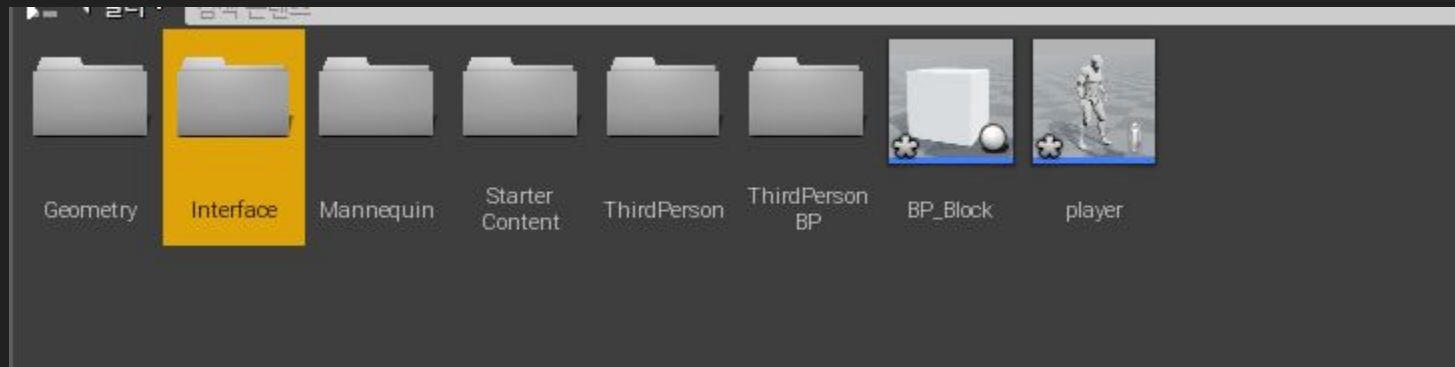 Geometry
Interface
Mannequin
Starter
Content
ThirdPerson
ThirdPerson
BP
BP_Block
player